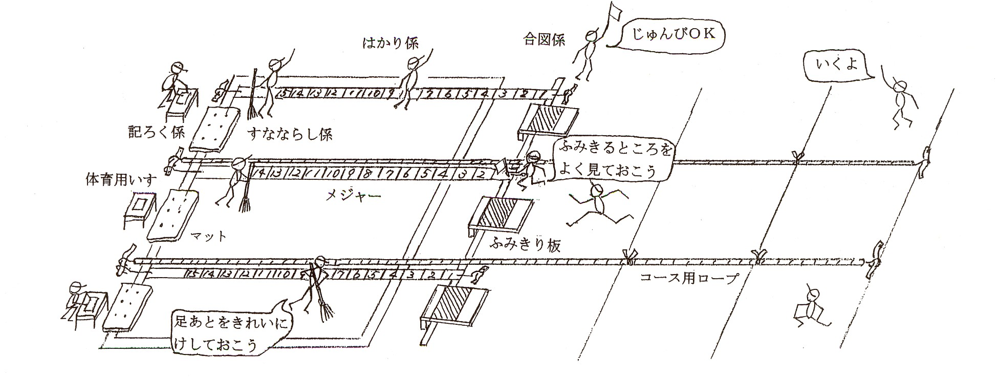 はかり係
合図係
じゅんびOK
いくよ
15 14 13 12 11 10 9 7 6 5 4 3 2 1
記ろく係
すなならし係
ふみきるところを
よく見ておこう
体育用いす
14 13 12 11 10 9 8 7 6 5 4 3 2
メジャー
マット
ふみきり板
15 14 13 12 11 10 9 7 6 5 4 3 2 1
コース用ロープ
足あとをきれいに
けしておこう